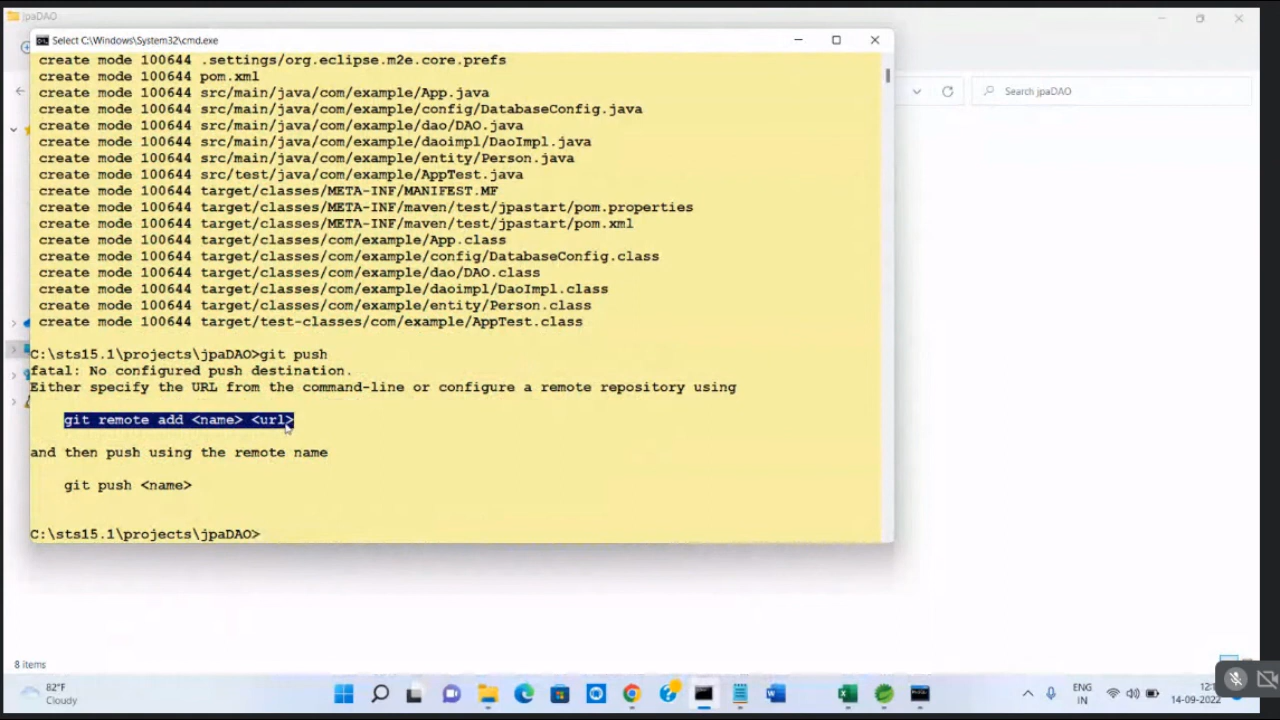 jpaDAO
Select C:\Windows\System32\cmd.exe
create mode 100644 .settings/org.eclipse.m2e.core.prefs
create mode 100644 pom.xml
create mode 100644 src/main/java/com/example/App.java
create mode 100644 src/main/java/com/example/config/DatabaseConfig.java
create mode 100644 src/main/java/com/example/dao/DAO.java
create mode 100644 src/main/java/com/example/daoimpl/DaoImpl.java
create mode 100644 src/main/java/com/example/entity/Person.java
create mode 100644 src/test/java/com/example/AppTest.java
create mode 100644 target/classes/META-INF/MANIFEST.MF
create mode 100644 target/classes/META-INF/maven/test/jpastart/pom.properties
create mode 100644 target/classes/META-INF/maven/test/jpastart/pom.xml
create mode 100644 target/classes/com/example/App.class
create mode 100644 target/classes/com/example/config/DatabaseConfig.class
create mode 100644 target/classes/com/example/dao/DAO.class
create mode 100644 target/classes/com/example/daoimpl/DaoImpl.class
create mode 100644 target/classes/com/example/entity/Person.class
create mode 100644 target/test-classes/com/example/AppTest.class
C:\sts15.1\projects\jpaDAO>git push
fatal: No configured push destination.
Either specify the URL from the command-line or configure a remote repository using
git remote add <name> <url>
and then push using the remote name
git push <name>
C:\sts15.1\projects\jpaDAO>
Search jpaDAO
8 items
82°F
Cloudy
ENG
IN
14-09-2022